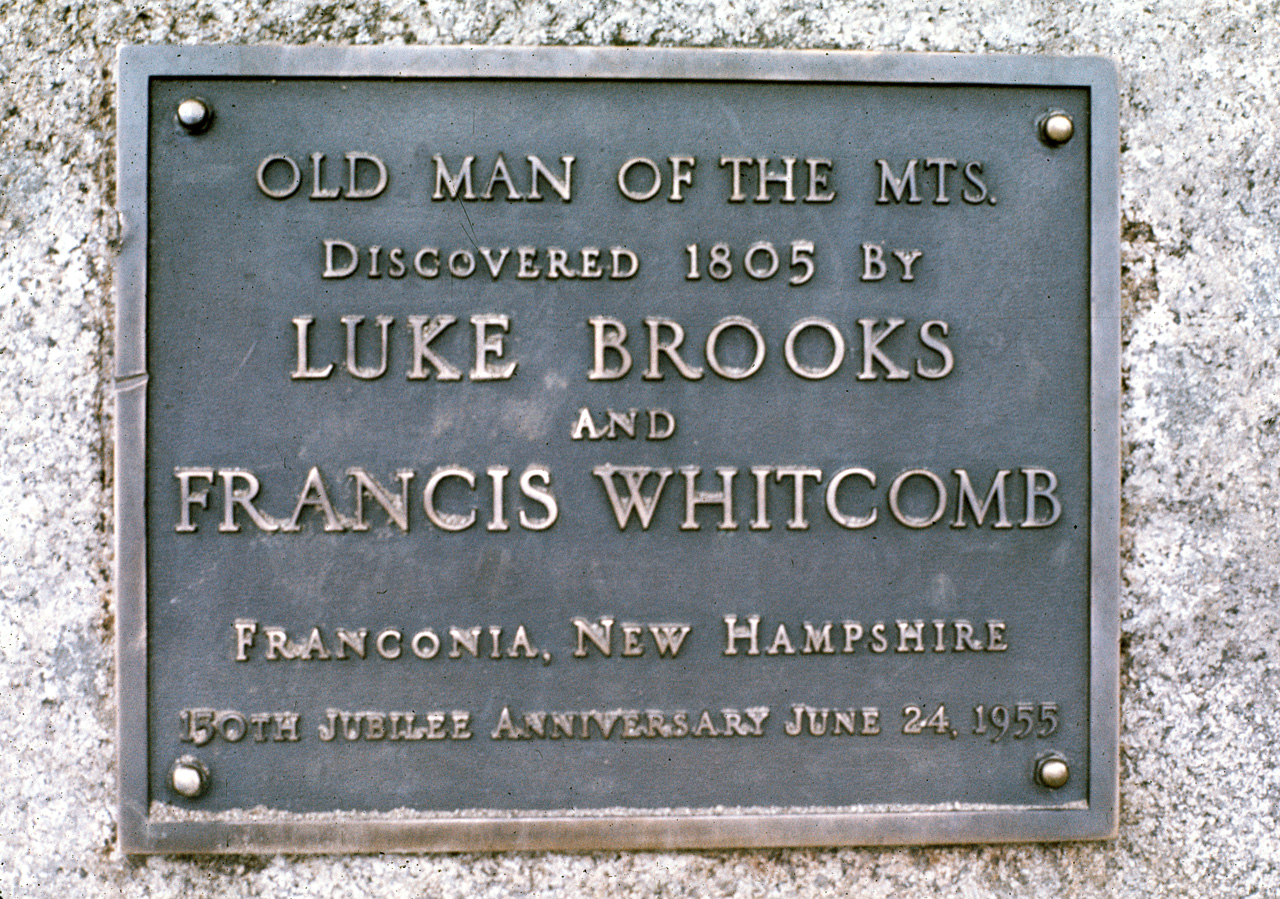 OLD MAN OF THE MTS.
DISCOVERED 1805 BY
LUKE BROOKS
AND
FRANCIS WHITCOMB
FRANCONIA, NEW HAMPSHIRE
150TH JUBILEE ANNIVERSARY JUNE 24, 1955